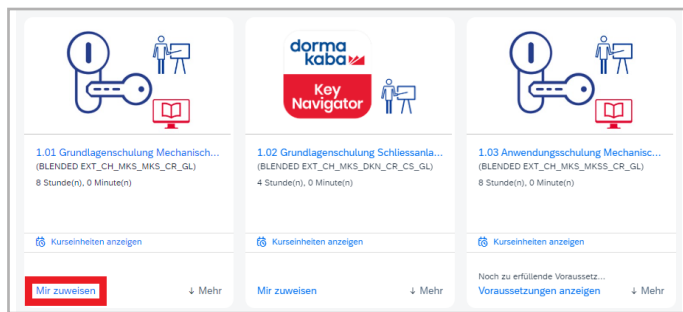 dorma
kaba
Key
Navigator
1.01 Grundlagenschulung Mechanisch...
(BLENDED EXT_CH_MKS_MKS_CR_GL)
8 Stunde(n), 0 Minute(n)
Kurseinheiten anzeigen
Mir zuweisen
↓ Mehr
1.02 Grundlagenschulung Schliessanla...
(BLENDED EXT_CH_MKS_DKN_CR_CS_GL)
4 Stunde(n), 0 Minute(n)
Kurseinheiten anzeigen
Mir zuweisen
↓ Mehr
1.03 Anwendungsschulung Mechanisc...
(BLENDED EXT_CH_MKS_MKSS_CR_GL)
8 Stunde(n), 0 Minute(n)
Kurseinheiten anzeigen
Noch zu erfüllende Voraussetz...
Voraussetzungen anzeigen
↓ Mehr